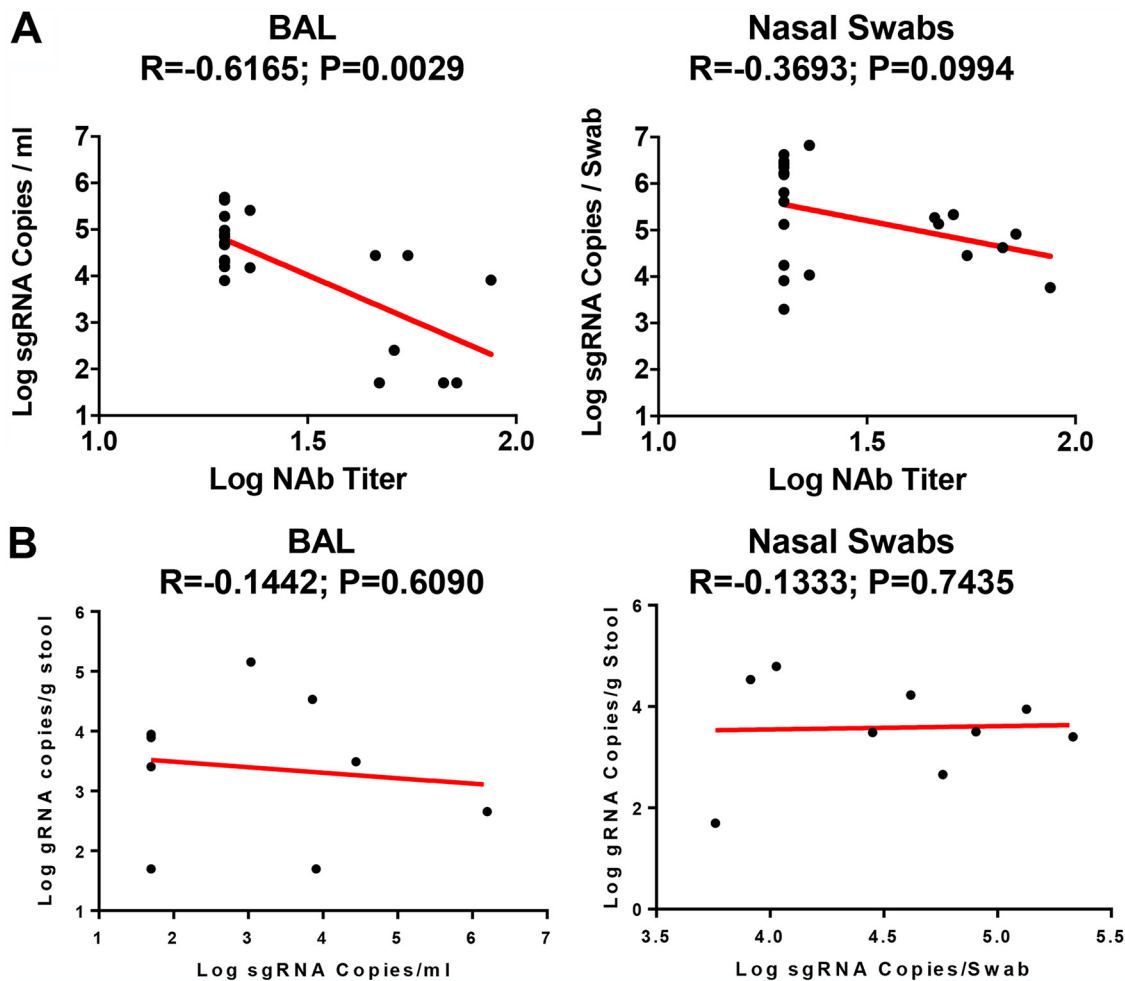 A
BAL
R=-0.6165; P=0.0029
Log sgRNA Copies / ml
7
6
5
4
3
2
1
1.0
1.5
2.0
Log NAb Titer
Nasal Swabs
R=-0.3693; P=0.0994
Log sgRNA Copies / Swab
7
6
5
4
3
2
1
1.0
1.5
2.0
Log NAb Titer
B
BAL
R=-0.1442; P=0.6090
Log gRNA copies/g stool
6
5
4
3
2
1
1
2
3
4
5
6
7
Log sgRNA Copies/ml
Nasal Swabs
R=-0.1333; P=0.7435
Log gRNA Copies/g Stool
6
4
2
0
3.5
4.0
4.5
5.0
5.5
Log sgRNA Copies/Swab